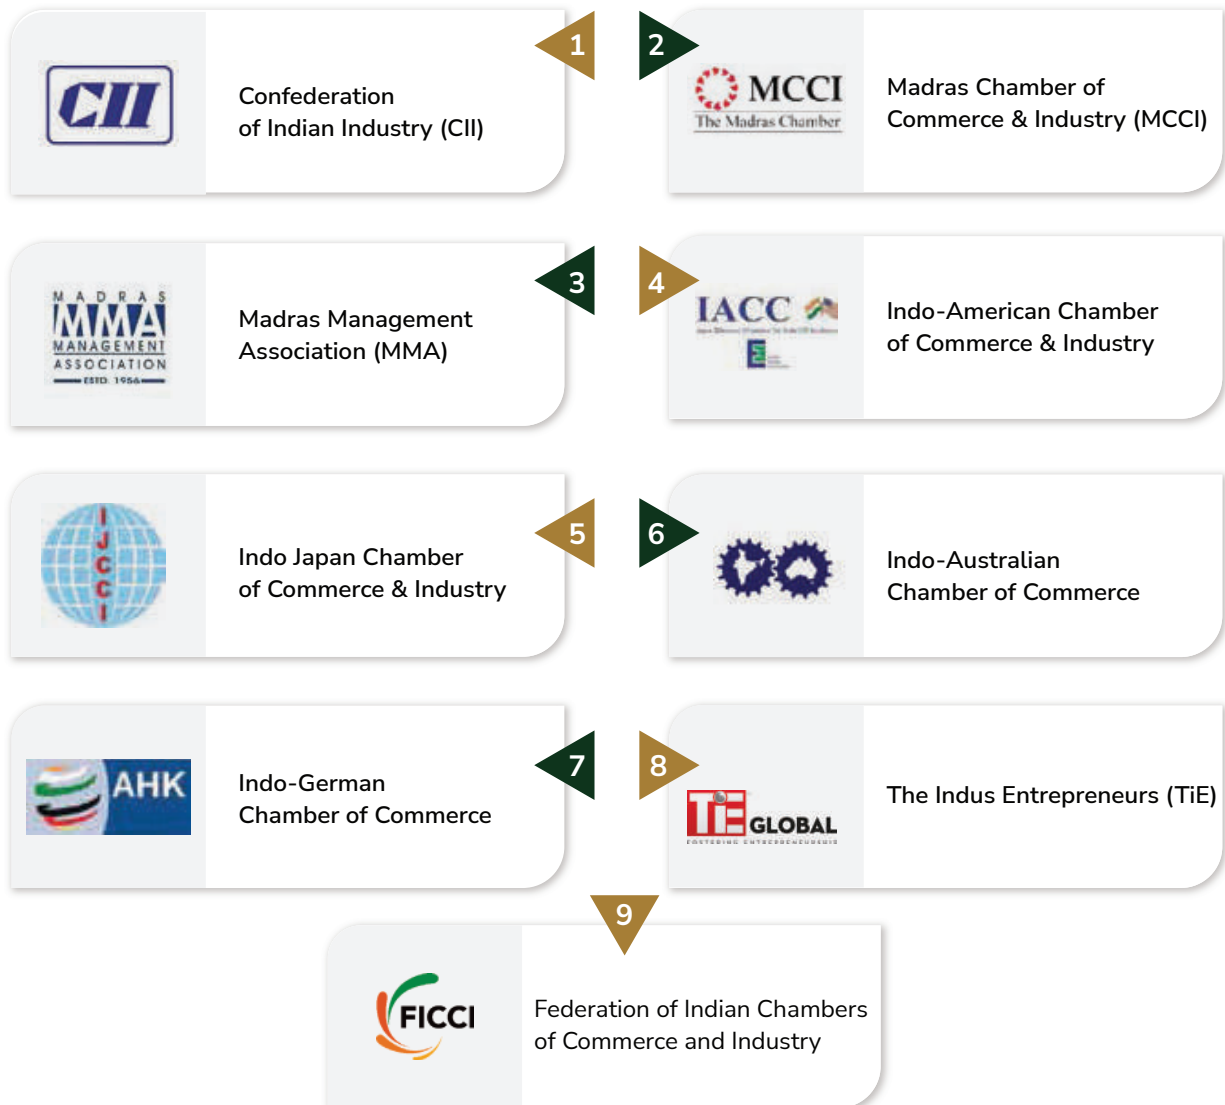 1
CII
Confederation
of Indian Industry (CII)
2
MCCI
The Madras Chamber
Madras Chamber of
Commerce & Industry (MCCI)
3
MADRAS
MMA
MANAGEMENT
ASSOCIATION
ESTD. 1956
Madras Management
Association (MMA)
4
IACC
Indo-American Chamber
of Commerce & Industry
5
IJCCI
Indo Japan Chamber
of Commerce & Industry
6
Indo-Australian
Chamber of Commerce
7
AHK
Indo-German
Chamber of Commerce
8
TiE
GLOBAL
FOSTERING ENTREPRENEURSHIP
The Indus Entrepreneurs (TiE)
9
FICCI
Federation of Indian Chambers
of Commerce and Industry